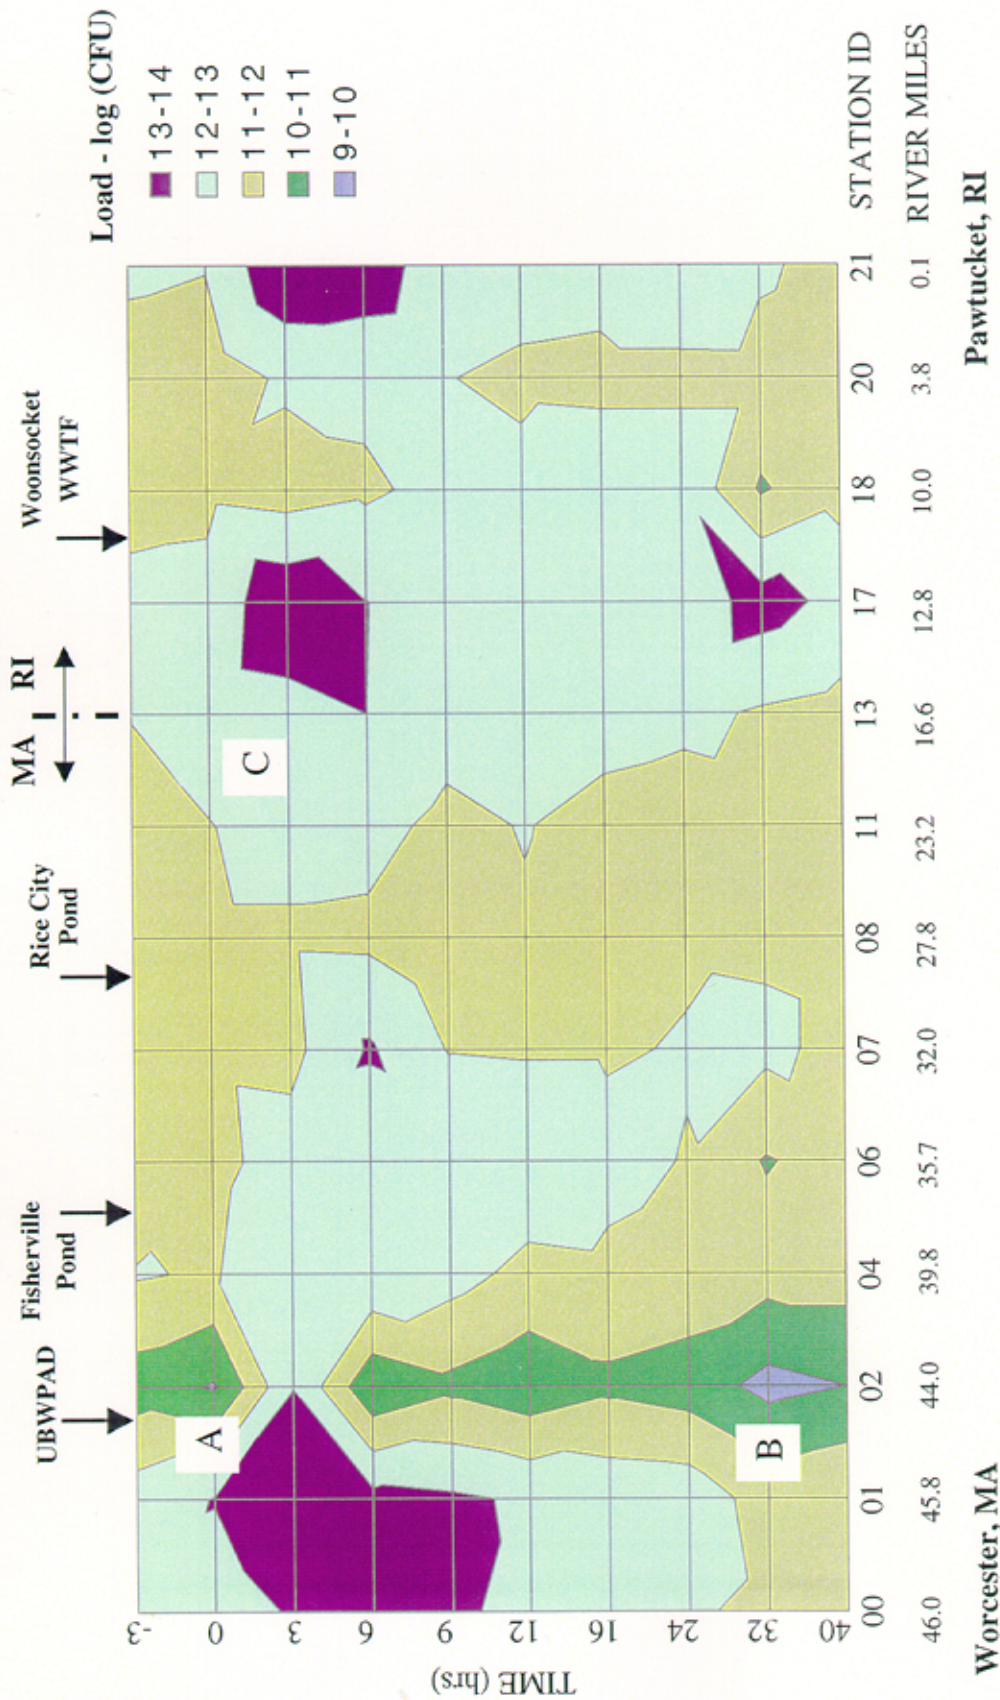 Woonsocket
WWTF
MA RI
Rice City
Pond
Fisherville
Pond
UBWPAD
Load - log (CFU)
13-14
12-13
11-12
10-11
9-10
A
B
C
TIME (hrs)
-3
0
3
6
9
12
16
24
32
40
00 01 02 04 06 07 08 11 13 17 18 20 21 STATION ID
46.0 45.8 44.0 39.8 35.7 32.0 27.8 23.2 16.6 12.8 10.0 3.8 0.1 RIVER MILES
Worcester, MA
Pawtucket, RI